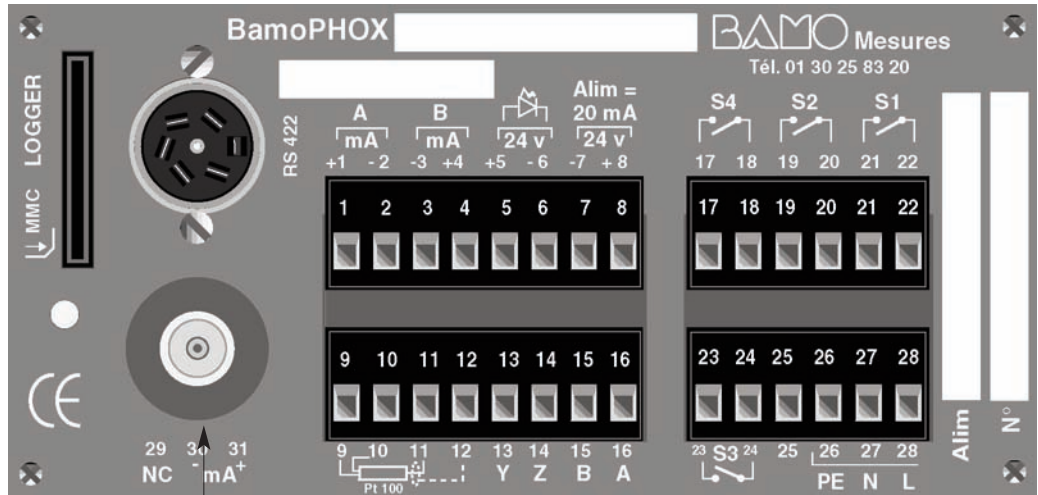 BamoPHOX
BAMO Mesures
Tél. 01 30 25 83 20
MMC LOGGER
RS 422
A
mA
+1 -2
B
mA
-3 +4
24 v
+5 -6
Alim =
20 mA
24 v
-7 +8
S4
17 18
S2
19 20
S1
21 22
1 2 3 4 5 6 7 8
17 18 19 20 21 22
9 10 11 12 13 14 15 16
23 24 25 26 27 28
9 10 11 12 13 14 15 16
Pt 100
Y Z B A
23 S3 24 25 26 27 28
PE N L
CE
29 30 31
NC - mA +
Alim
N°